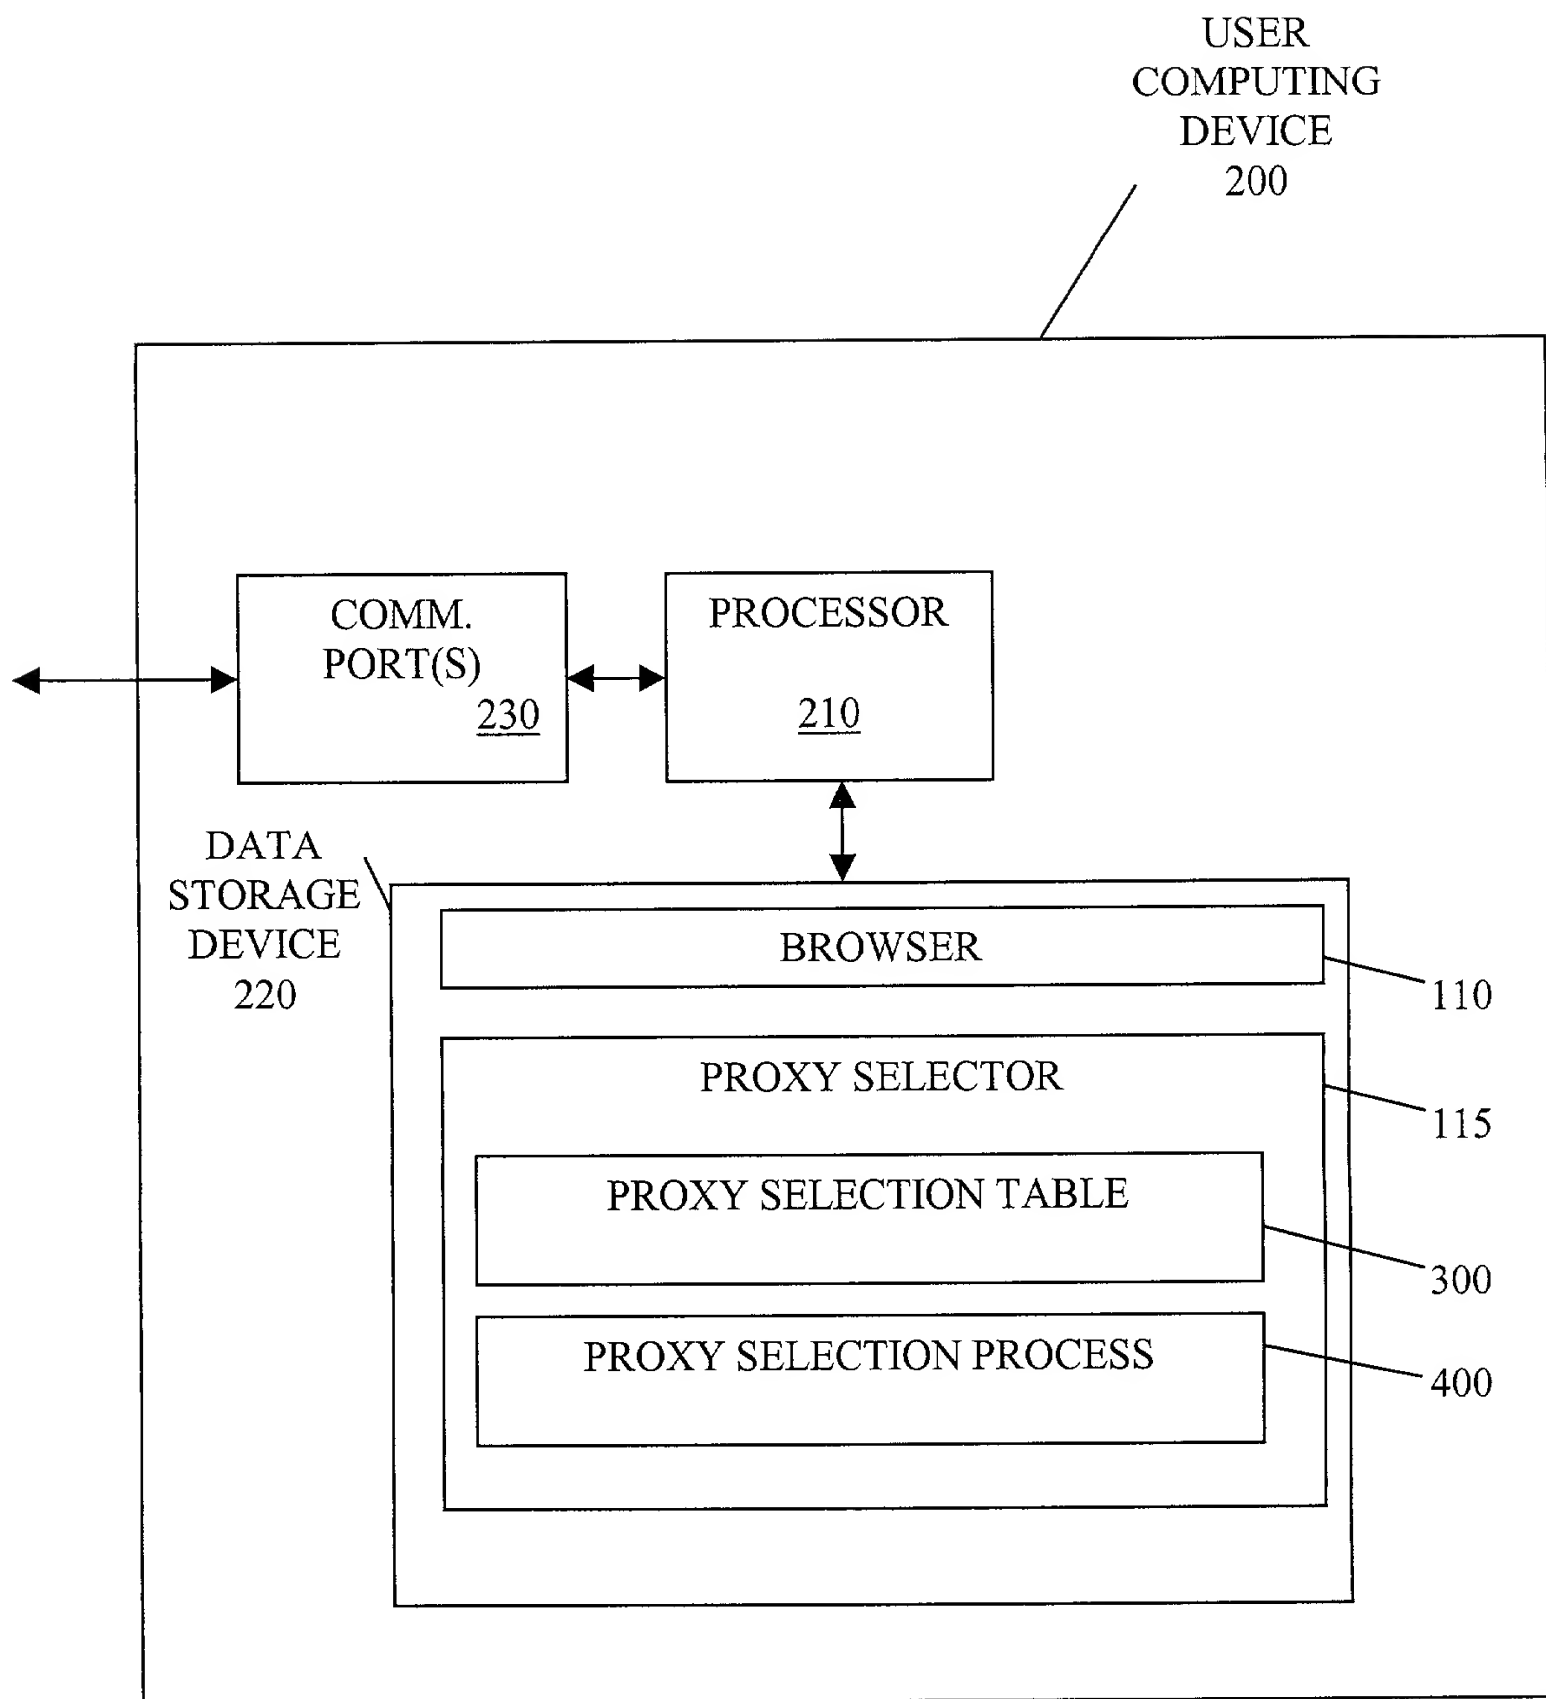 USER
COMPUTING
DEVICE
200
COMM.
PORT(S)
230
PROCESSOR
210
DATA
STORAGE
DEVICE
220
BROWSER
110
PROXY SELECTOR
115
PROXY SELECTION TABLE
300
PROXY SELECTION PROCESS
400